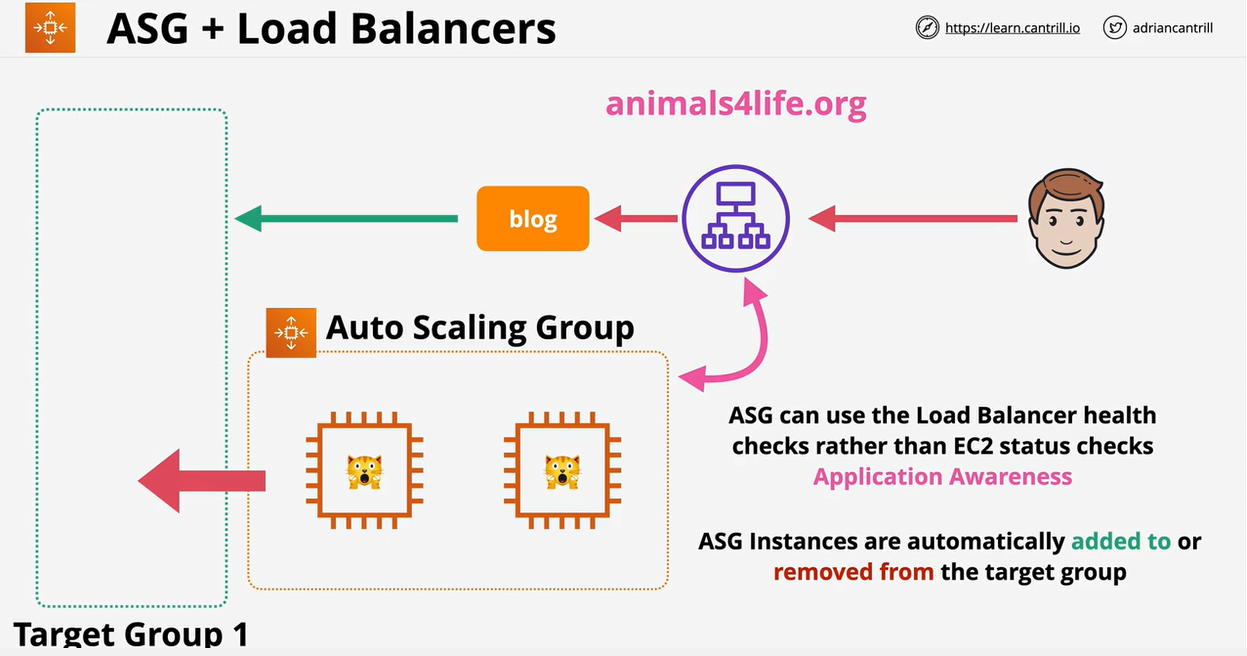 ASG + Load Balancers
https://learn.cantrill.io
adriancantrill
animals4life.org
blog
Auto Scaling Group
ASG can use the Load Balancer health
checks rather than EC2 status checks
Application Awareness
ASG Instances are automatically added to or
removed from the target group
Target Group 1